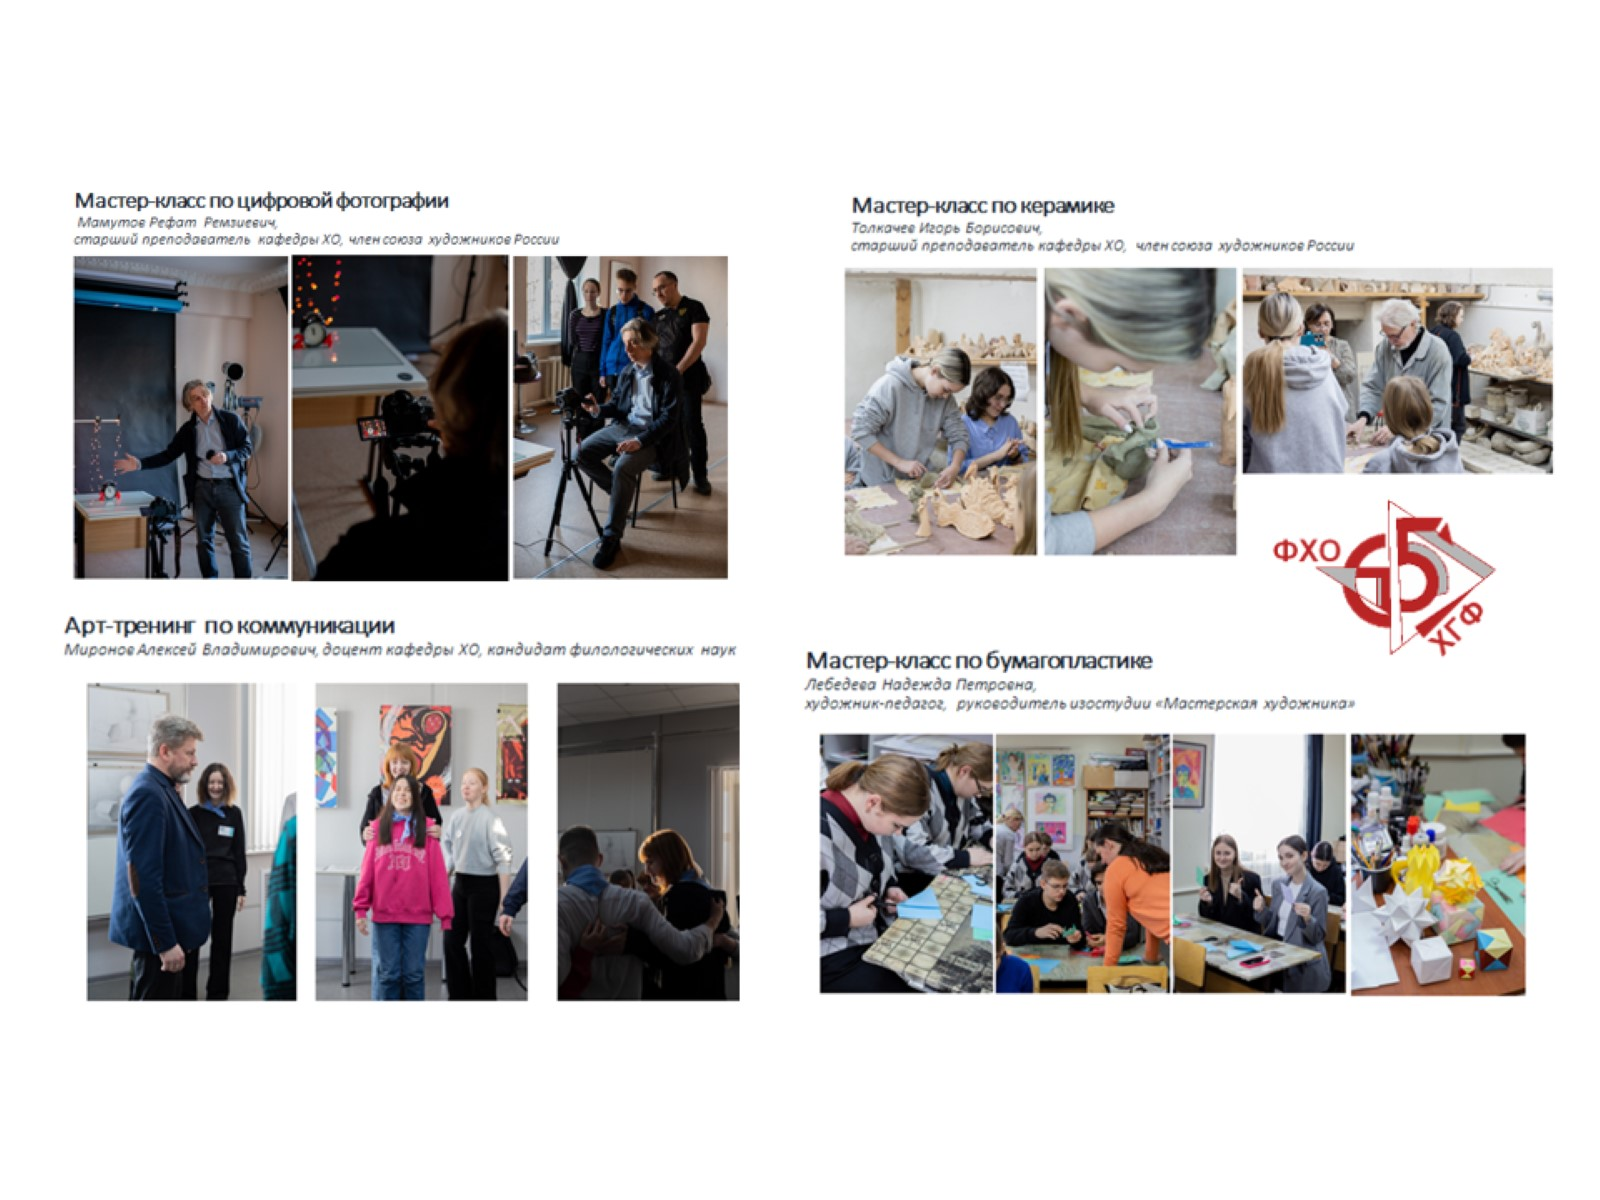 Мастер-класс по цифровой фотографии
Мамутов Рефат Ремзиевич,
старший преподаватель кафедры ХО, член союза художников России
Мастер-класс по керамике
Толкачев Игорь Борисович,
старший преподаватель кафедры ХО, член союза художников России
ФХО
65
ХГФ
Арт-тренинг по коммуникации
Миронов Алексей Владимирович, доцент кафедры ХО, кандидат филологических наук
Мастер-класс по бумагопластике
Лебедева Надежда Петровна,
художник-педагог, руководитель изостудии «Мастерская художника»